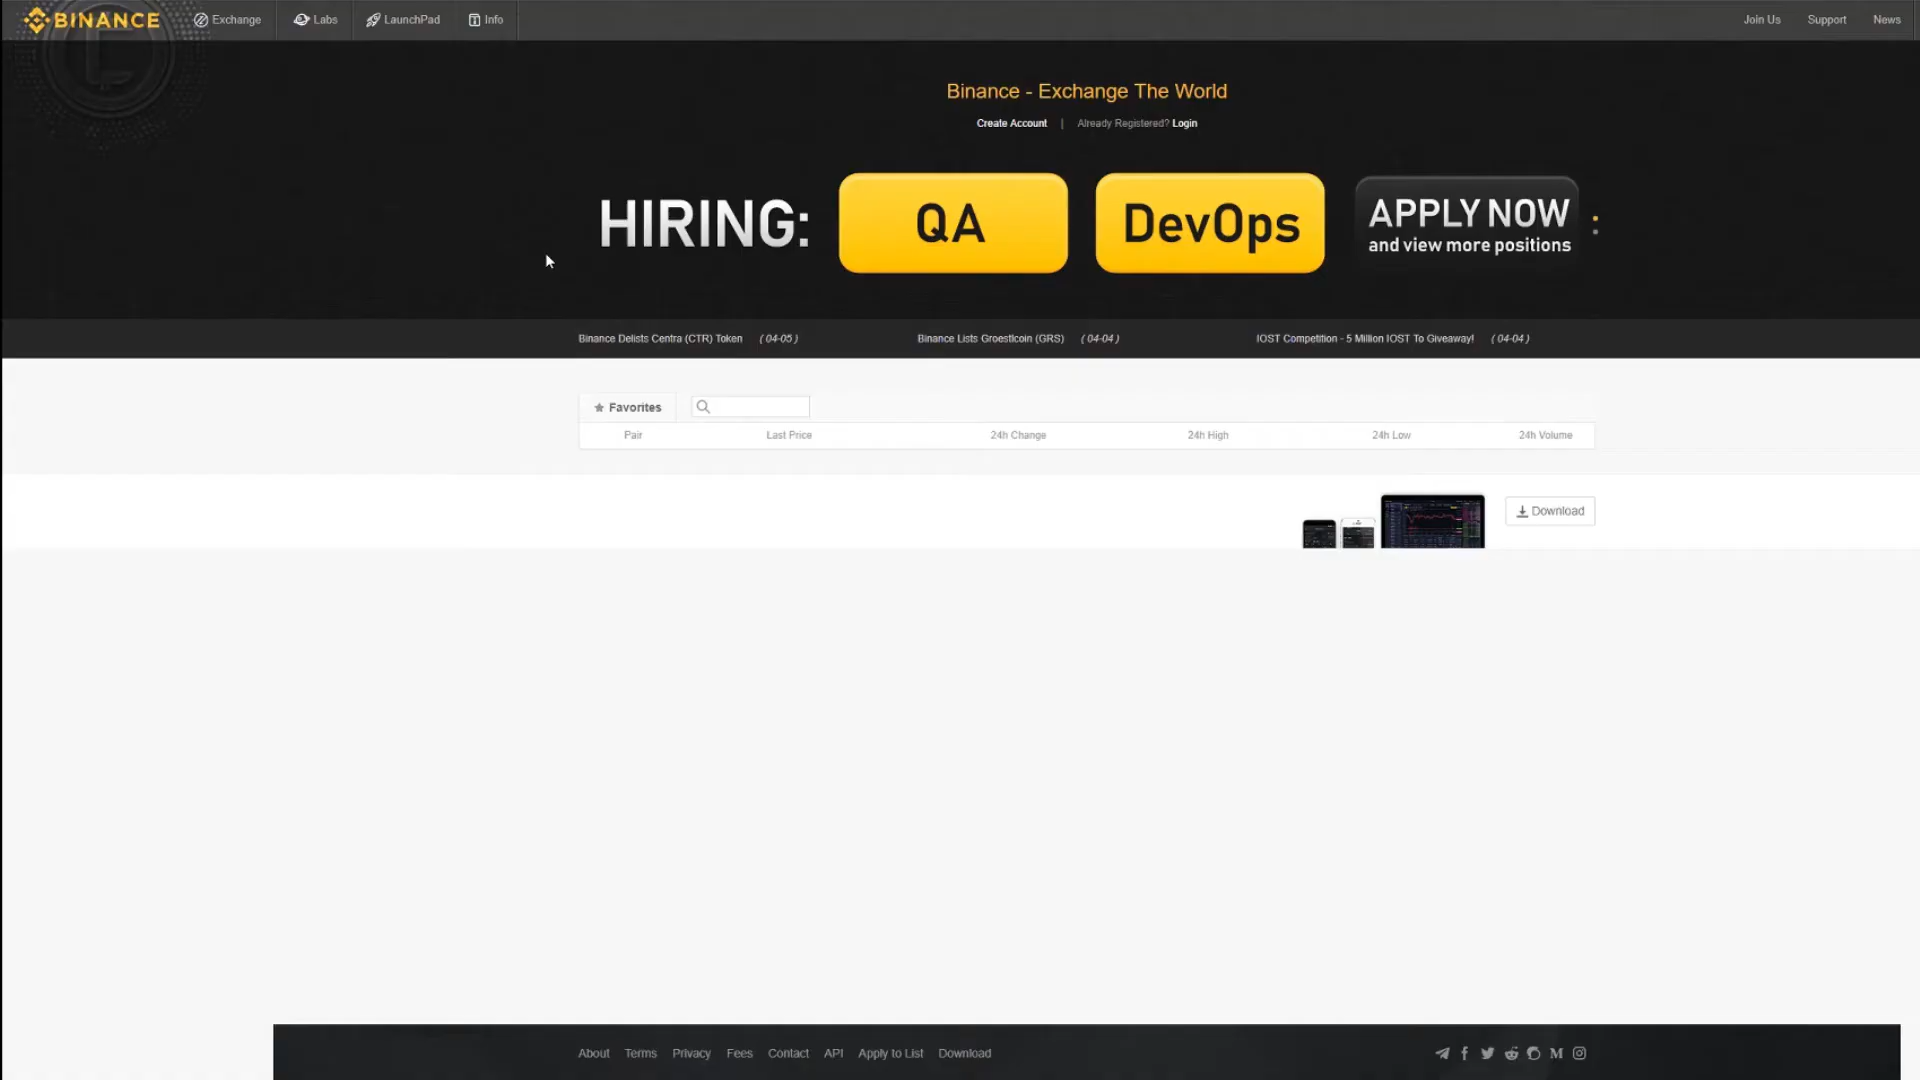 BINANCE Exchange Labs LaunchPad Info Join Us Support News
Binance - Exchange The World
Create Account | Already Registered? Login
HIRING: QA DevOps APPLY NOW
and view more positions
Binance Delists Centra (CTR) Token ( 04-05 ) Binance Lists Groestlcoin (GRS) ( 04-04 ) IOST Competition - 5 Million IOST To Giveaway! ( 04-04 )
Favorites
Pair Last Price 24h Change 24h High 24h Low 24h Volume
Download
About Terms Privacy Fees Contact API Apply to List Download